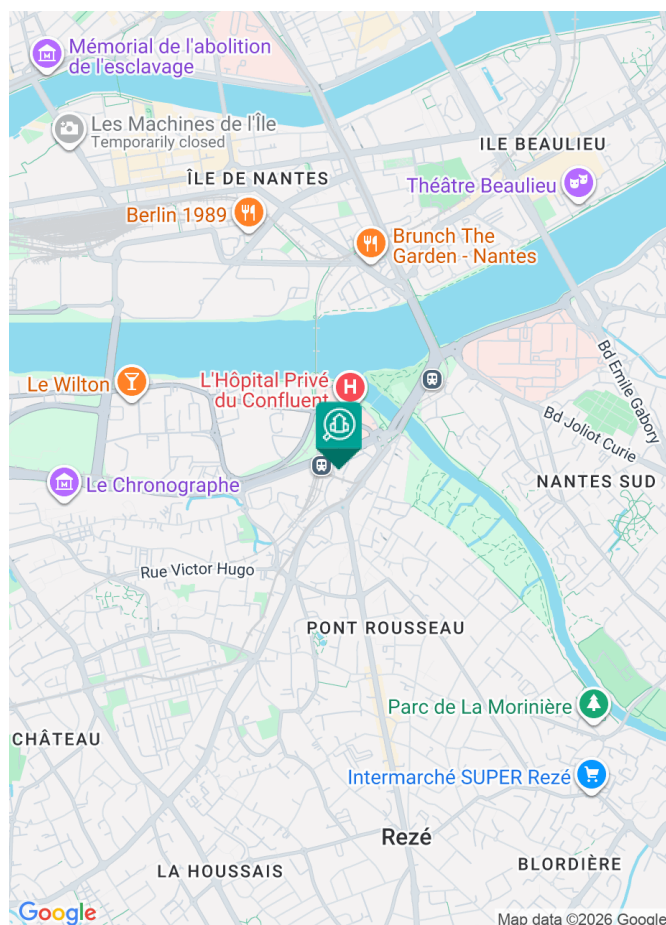 Mémorial de l'abolition
de l'esclavage
Les Machines de l'Île
Temporarily closed
ILE BEAULIEU
ÎLE DE NANTES
Théâtre Beaulieu
Berlin 1989
Brunch The
Garden - Nantes
Le Wilton
L'Hôpital Privé
du Confluent
H
Bd Emile Gabory
Bd Joliot Curie
Le Chronographe
NANTES SUD
Rue Victor Hugo
PONT ROUSSEAU
Parc de La Morinière
CHÂTEAU
Intermarché SUPER Rezé
Rezé
LA HOUSSAIS
BLORDIÈRE
Google
Map data ©2026 Google